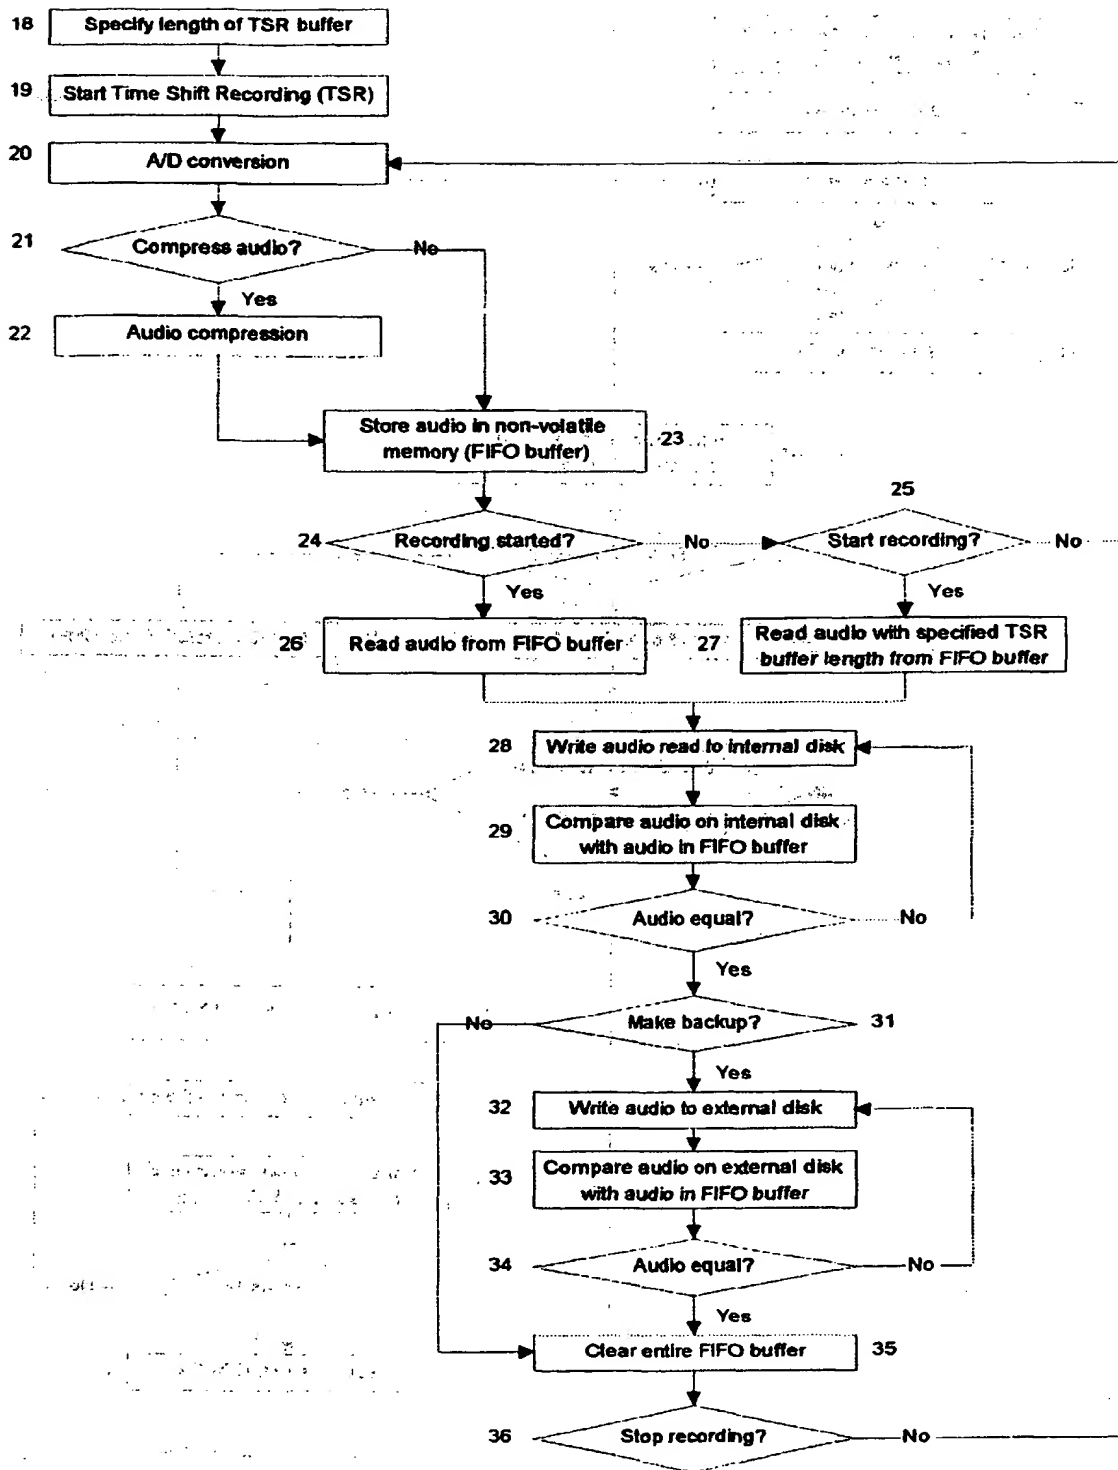 18 Specify length of TSR buffer
19 Start Time Shift Recording (TSR)
20 A/D conversion
21 Compress audio? No
Yes
22 Audio compression
Store audio in non-volatile
memory (FIFO buffer) 23
25
24 Recording started? No Start recording? No
Yes Yes
26 Read audio from FIFO buffer 27 Read audio with specified TSR
buffer length from FIFO buffer
28 Write audio read to internal disk
29 Compare audio on internal disk
with audio in FIFO buffer
30 Audio equal? No
Yes
No Make backup? 31
Yes
32 Write audio to external disk
33 Compare audio on external disk
with audio in FIFO buffer
34 Audio equal? No
Yes
Clear entire FIFO buffer 35
36 Stop recording? No